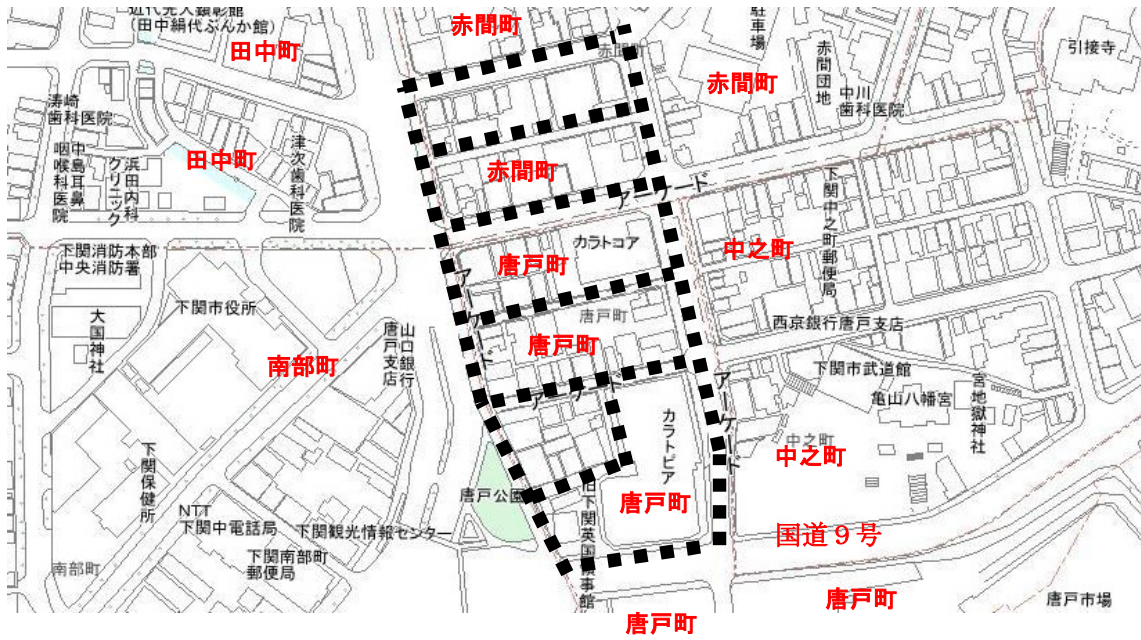 近代先人顕彰館
(田中絹代ぶんか館)
田中町
赤間町
赤間町
駐車場
赤間団地
赤間町
中川
歯科医院
引接寺
濤崎
歯科医院
中島耳鼻
咽喉科医院
浜田内科
クリニック
田中町
津次歯科医院
赤間町
アーケード
下関消防本部
中央消防署
カラトコア
唐戸町
中之町
下関中之町郵便局
アーケード
下関市役所
大国神社
南部町
山口銀行
唐戸支店
唐戸町
唐戸町
西京銀行唐戸支店
下関市武道館
亀山八幡宮
宮地嶽神社
アーケード
アーケード
カラトピア
中之町
中之町
下関保健所
唐戸公園
旧下関英国領事館
唐戸町
NTT
下関中電話局
下関観光情報センター
国道９号
下関南部町
郵便局
南部町
唐戸町
唐戸市場
唐戸町